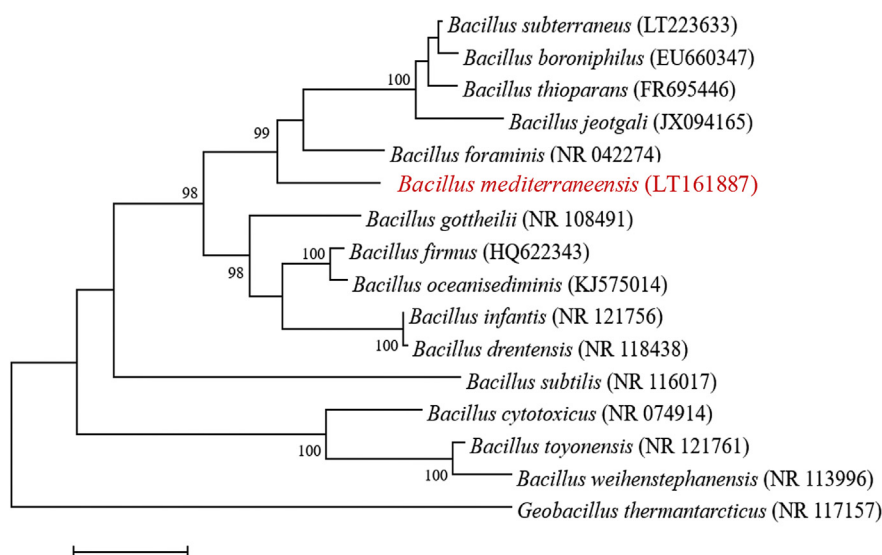 Bacillus subterraneus (LT223633)
Bacillus boroniphilus (EU660347)
100
Bacillus thioparans (FR695446)
Bacillus jeotgali (JX094165)
99
Bacillus foraminis (NR 042274)
Bacillus mediterraneensis (LT161887)
98
Bacillus gottheilii (NR 108491)
100
Bacillus firmus (HQ622343)
98
Bacillus oceanisediminis (KJ575014)
Bacillus infantis (NR 121756)
100
Bacillus drentensis (NR 118438)
Bacillus subtilis (NR 116017)
Bacillus cytotoxicus (NR 074914)
100
Bacillus toyonensis (NR 121761)
100
Bacillus weihenstephanensis (NR 113996)
Geobacillus thermantarcticus (NR 117157)